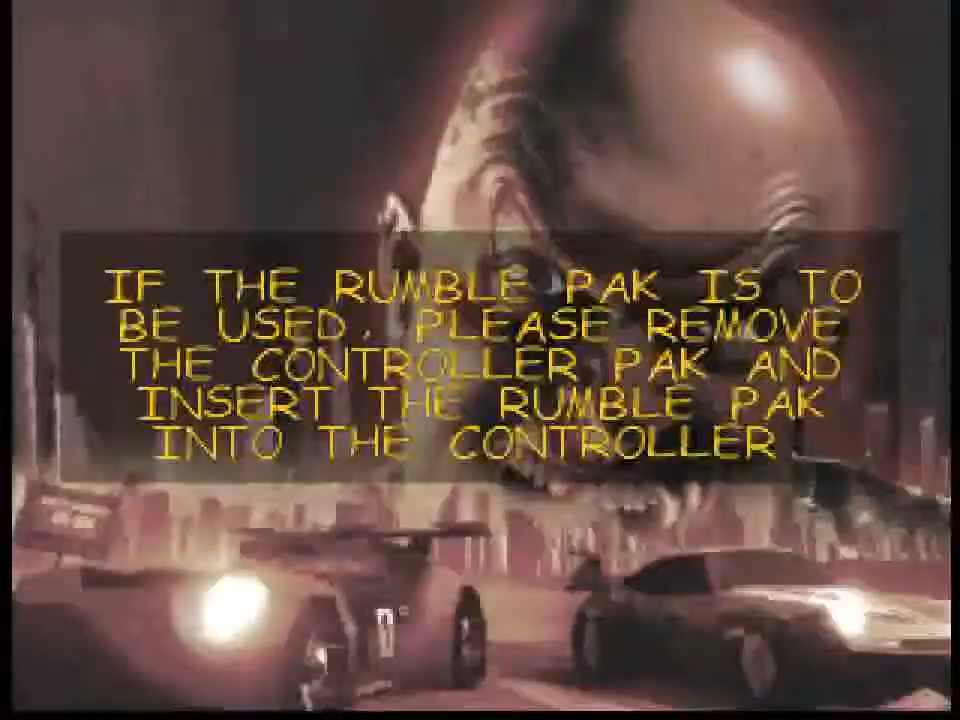 IF THE RUMBLE PAK IS TO
BE USED, PLEASE REMOVE
THE CONTROLLER PAK AND
INSERT THE RUMBLE PAK
INTO THE CONTROLLER.